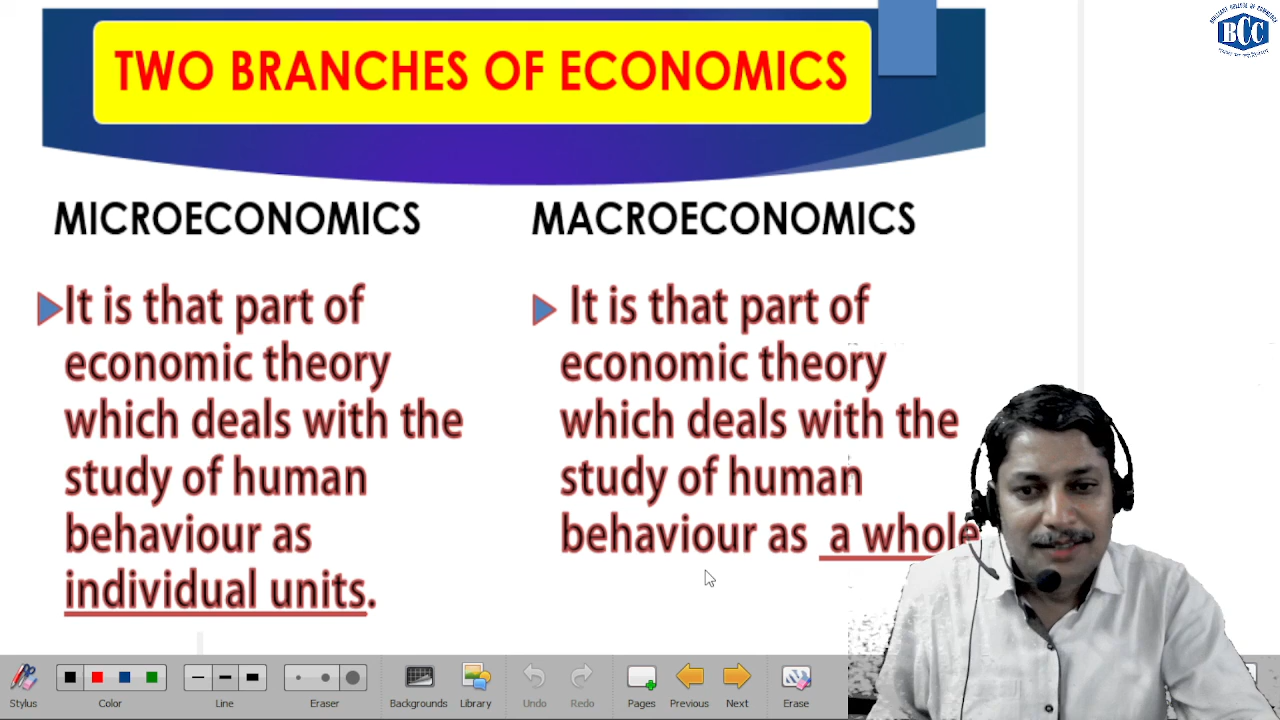 TWO BRANCHES OF ECONOMICS
BCC
MICROECONOMICS
It is that part of
economic theory
which deals with the
study of human
behaviour as
individual units.
MACROECONOMICS
It is that part of
economic theory
which deals with the
study of human
behaviour as a whole
Stylus
Color
Line
Eraser
Backgrounds
Library
Undo
Redo
Pages
Previous
Next
Erase